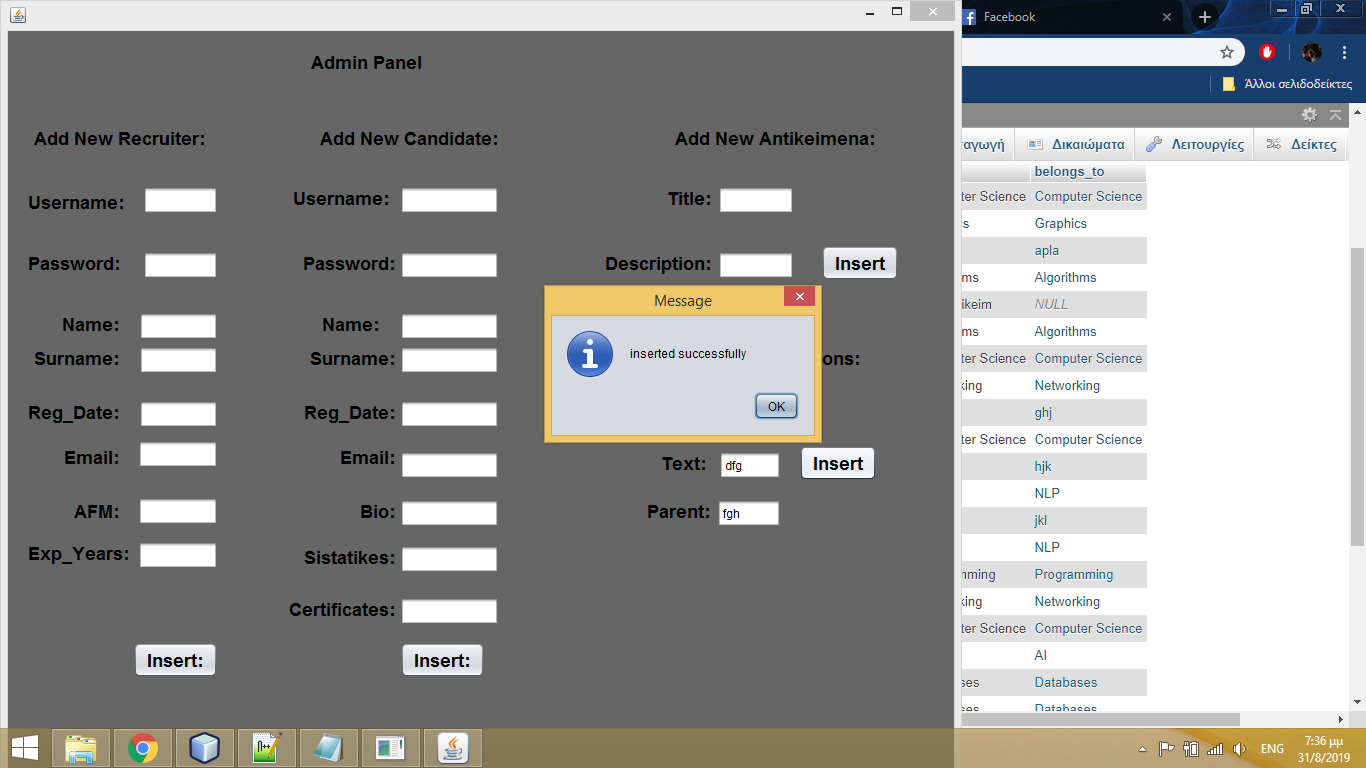 Facebook
Άλλοι σελιδοδείκτες
Admin Panel
Add New Recruiter:
Add New Candidate:
Add New Antikeimena:
Username:
Username:
Title:
Password:
Password:
Description:
Insert
Name:
Name:
Surname:
Surname:
ons:
Reg_Date:
Reg_Date:
Email:
Email:
Text: dfg
Insert
AFM:
Bio:
Parent: fgh
Exp_Years:
Sistatikes:
Certificates:
Insert:
Insert:
Message
inserted successfully
OK
αγωγή
Δικαιώματα
Λειτουργίες
Δείκτες
belongs_to
ter Science Computer Science
s Graphics
apla
ms Algorithms
ikeim NULL
ms Algorithms
ter Science Computer Science
king Networking
ghj
ter Science Computer Science
hjk
NLP
jkl
NLP
mming Programming
king Networking
ter Science Computer Science
AI
ses Databases
ses Databases
ENG
7:36 μμ
31/8/2019